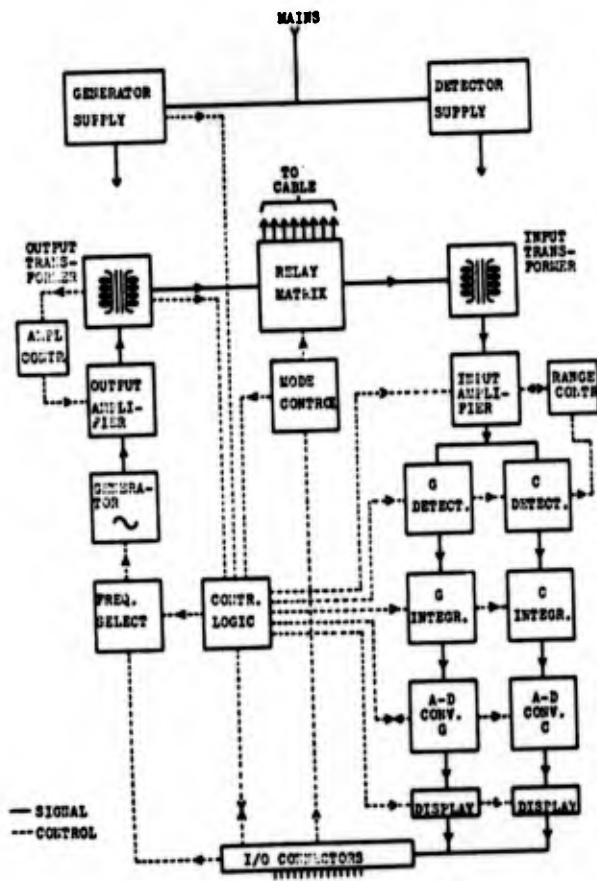 MAINS
GENERATOR
SUPPLY
DETECTOR
SUPPLY
TO
CABLE
OUTPUT
TRANS-
FORMER
RELAY
MATRIX
INPUT
TRANS-
FORMER
AMPL
CONTR.
OUTPUT
AMPLI-
FIER
MODE
CONTROL
INPUT
AMPLI-
FIER
RANGE
CONTR
GENERA-
TOR
G
DETECT.
C
DETECT.
FREQ.
SELECT
CONTR.
LOGIC
G
INTEGR.
C
INTEGR.
A-D
CONV.
G
A-D
CONV.
C
DISPLAY
DISPLAY
SIGNAL
CONTROL
I/O CONNECTORS